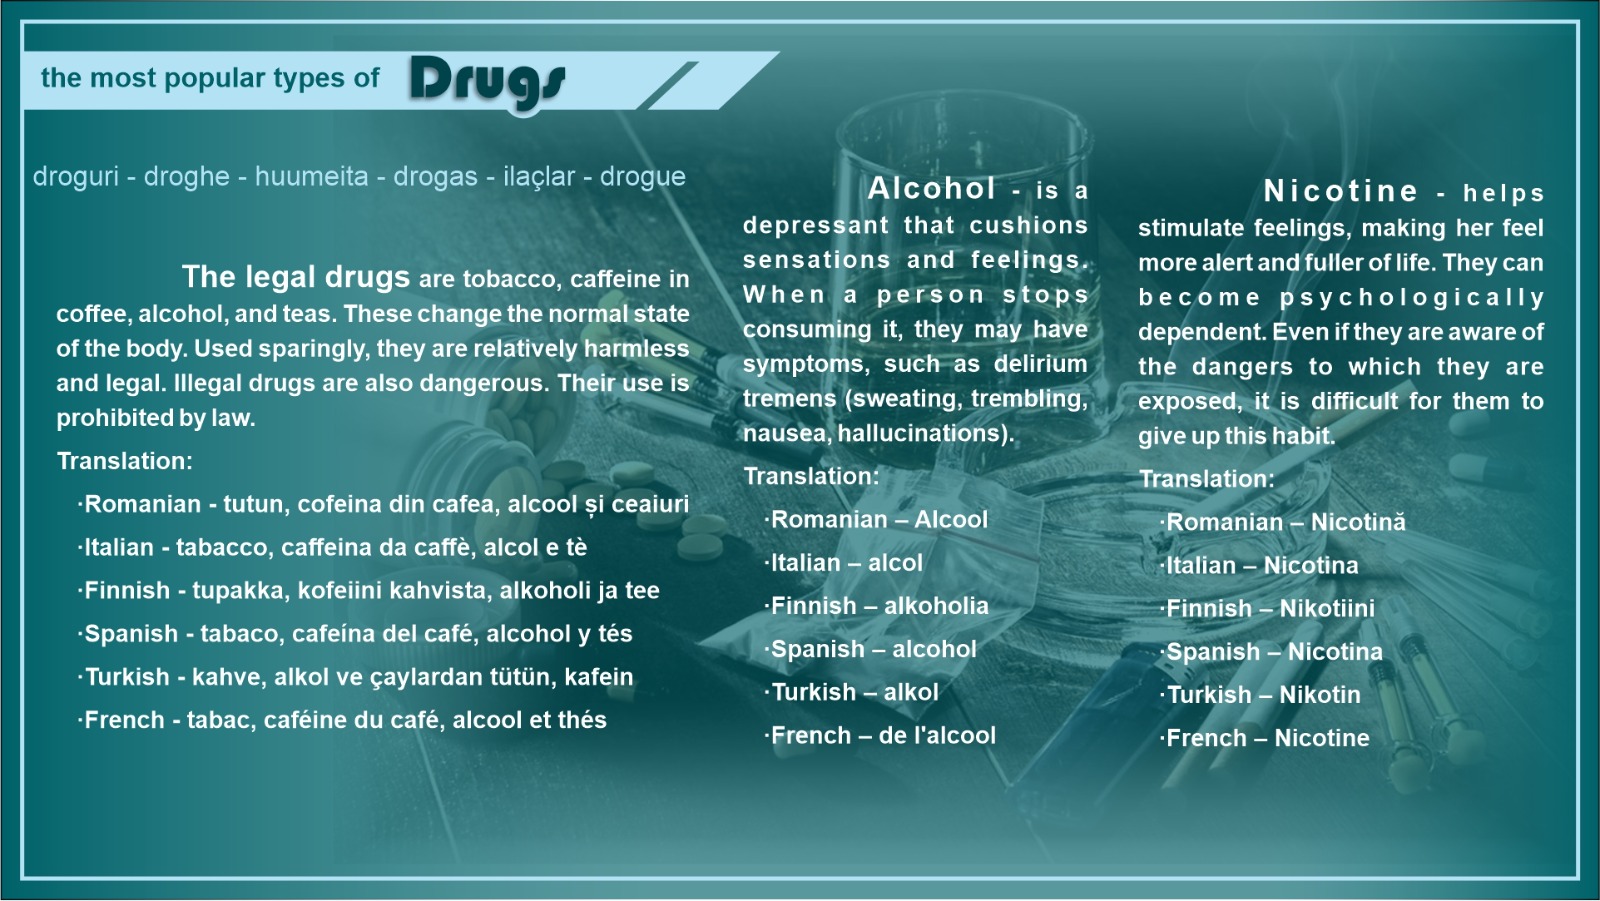 the most popular types of Drugs
droguri - droghe - huumeita - drogas - ilaçlar - drogue
The legal drugs are tobacco, caffeine in
coffee, alcohol, and teas. These change the normal state
of the body. Used sparingly, they are relatively harmless
and legal. Illegal drugs are also dangerous. Their use is
prohibited by law.
Translation:
·Romanian - tutun, cofeina din cafea, alcool și ceaiuri
·Italian - tabacco, caffeina da caffè, alcol e tè
·Finnish - tupakka, kofeiini kahvista, alkoholi ja tee
·Spanish - tabaco, cafeína del café, alcohol y tés
·Turkish - kahve, alkol ve çaylardan tütün, kafein
·French - tabac, caféine du café, alcool et thés
Alcohol - is a
depressant that cushions
sensations and feelings.
When a person stops
consuming it, they may have
symptoms, such as delirium
tremens (sweating, trembling,
nausea, hallucinations).
Translation:
·Romanian – Alcool
·Italian – alcol
·Finnish – alkoholia
·Spanish – alcohol
·Turkish – alkol
·French – de l'alcool
Nicotine - helps
stimulate feelings, making her feel
more alert and fuller of life. They can
become psychologically
dependent. Even if they are aware of
the dangers to which they are
exposed, it is difficult for them to
give up this habit.
Translation:
·Romanian – Nicotină
·Italian – Nicotina
·Finnish – Nikotiini
·Spanish – Nicotina
·Turkish – Nikotin
·French – Nicotine